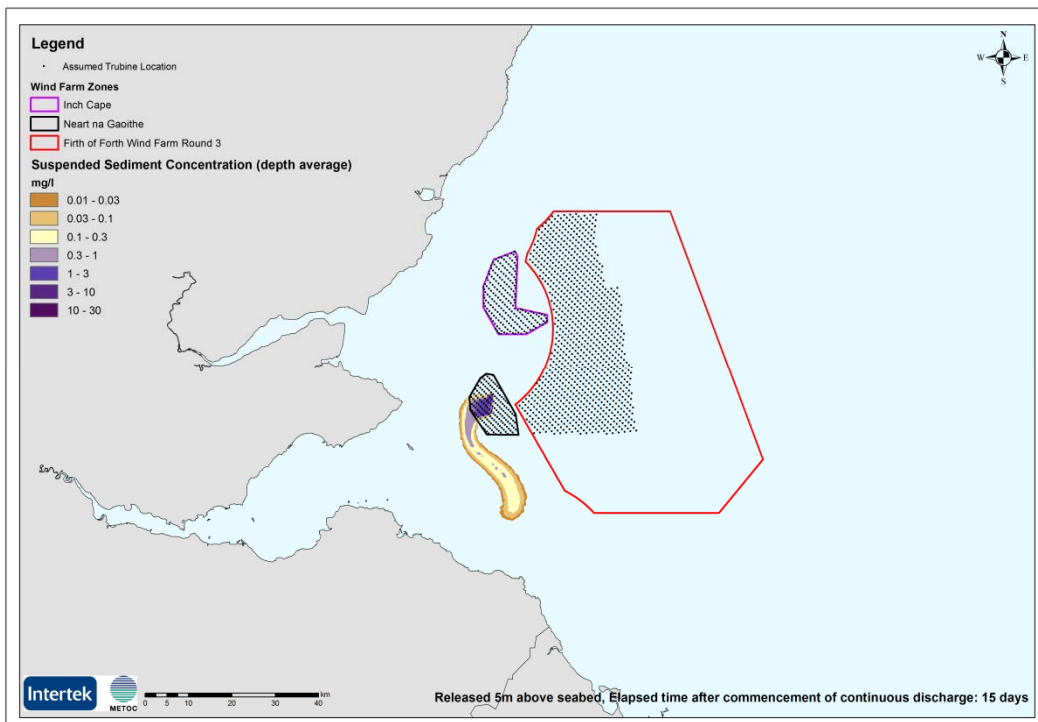 Legend
Assumed Trubine Location
Wind Farm Zones
Inch Cape
Neart na Gaoithe
Firth of Forth Wind Farm Round 3
Suspended Sediment Concentration (depth average)
mg/l
0.01 - 0.03
0.03 - 0.1
0.1 - 0.3
0.3 - 1
1 - 3
3 - 10
10 - 30
N
W E
S
Intertek
METOC
km
0 5 10 20 30 40
Released 5m above seabed, Elapsed time after commencement of continuous discharge: 15 days